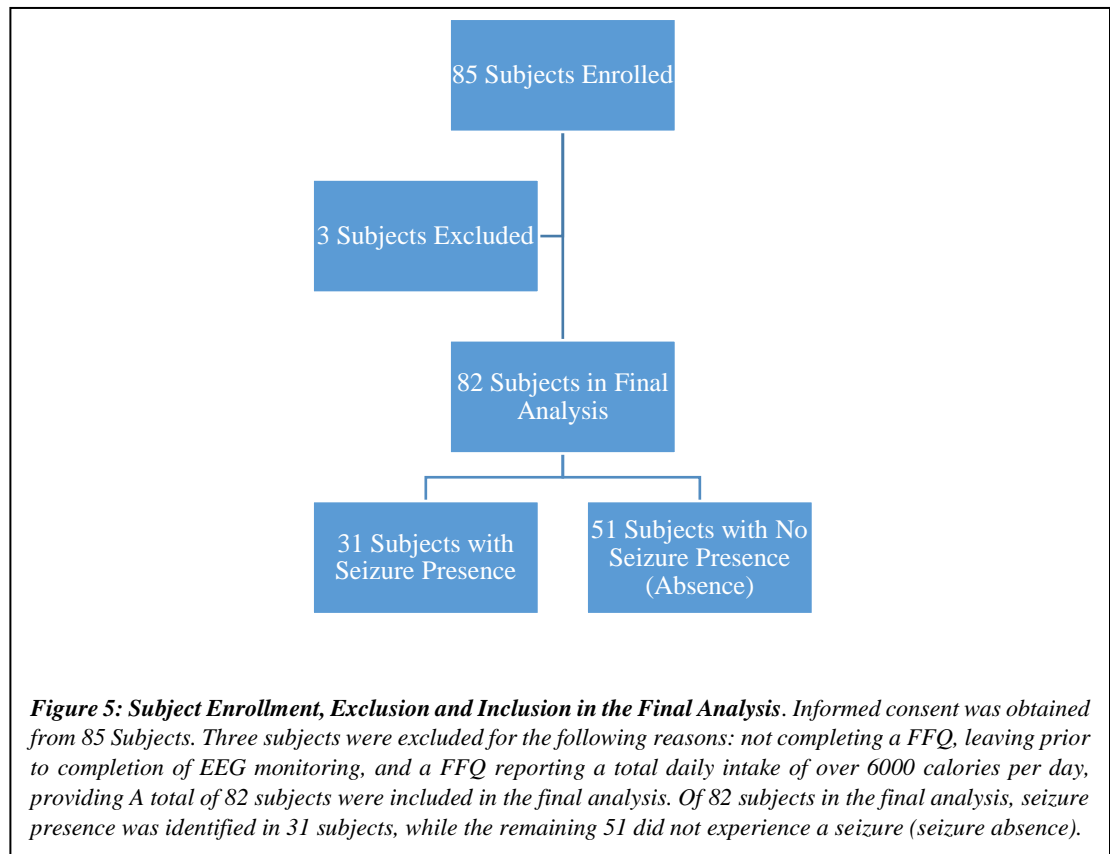 85 Subjects Enrolled
3 Subjects Excluded
82 Subjects in Final
Analysis
31 Subjects with
Seizure Presence
51 Subjects with No
Seizure Presence
(Absence)
Figure 5: Subject Enrollment, Exclusion and Inclusion in the Final Analysis. Informed consent was obtained
from 85 Subjects. Three subjects were excluded for the following reasons: not completing a FFQ, leaving prior
to completion of EEG monitoring, and a FFQ reporting a total daily intake of over 6000 calories per day,
providing A total of 82 subjects were included in the final analysis. Of 82 subjects in the final analysis, seizure
presence was identified in 31 subjects, while the remaining 51 did not experience a seizure (seizure absence).